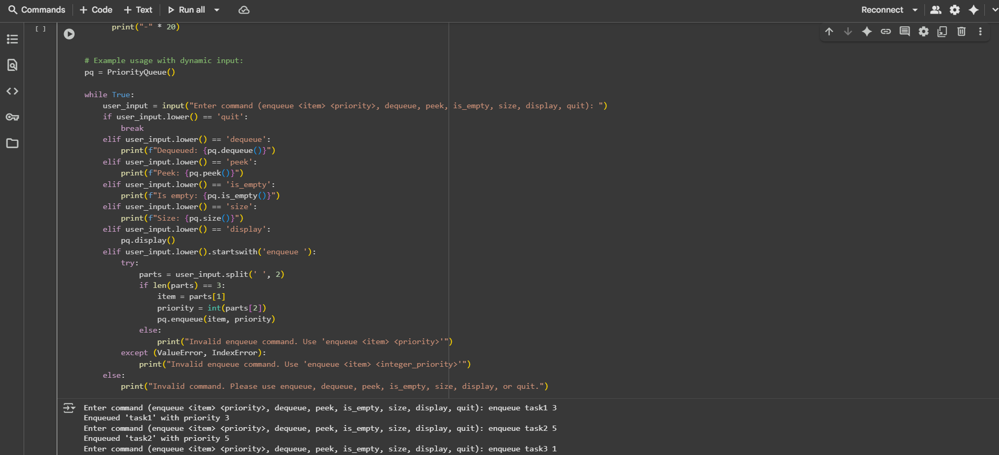 Commands + Code + Text Run all Reconnect
[ ]
        print("-" * 20)
# Example usage with dynamic input:
pq = PriorityQueue()
while True:
    user_input = input("Enter command (enqueue <item> <priority>, dequeue, peek, is_empty, size, display, quit): ")
    if user_input.lower() == 'quit':
        break
    elif user_input.lower() == 'dequeue':
        print(f"Dequeued: {pq.dequeue()}")
    elif user_input.lower() == 'peek':
        print(f"Peek: {pq.peek()}")
    elif user_input.lower() == 'is_empty':
        print(f"Is empty: {pq.is_empty()}")
    elif user_input.lower() == 'size':
        print(f"Size: {pq.size()}")
    elif user_input.lower() == 'display':
        pq.display()
    elif user_input.lower().startswith('enqueue '):
        try:
            parts = user_input.split(' ', 2)
            if len(parts) == 3:
                item = parts[1]
                priority = int(parts[2])
                pq.enqueue(item, priority)
            else:
                print("Invalid enqueue command. Use 'enqueue <item> <priority>'")
        except (ValueError, IndexError):
            print("Invalid enqueue command. Use 'enqueue <item> <integer_priority>'")
    else:
        print("Invalid command. Please use enqueue, dequeue, peek, is_empty, size, display, or quit.")
Enter command (enqueue <item> <priority>, dequeue, peek, is_empty, size, display, quit): enqueue task1 3
Enqueued 'task1' with priority 3
Enter command (enqueue <item> <priority>, dequeue, peek, is_empty, size, display, quit): enqueue task2 5
Enqueued 'task2' with priority 5
Enter command (enqueue <item> <priority>, dequeue, peek, is_empty, size, display, quit): enqueue task3 1